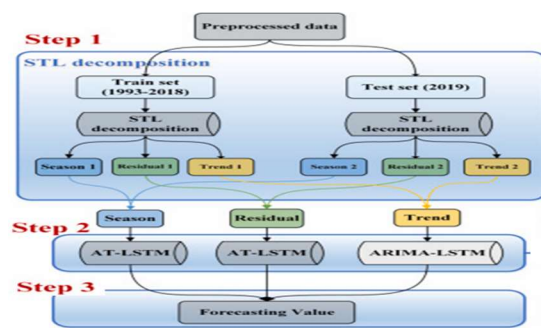 Preprocessed data
Step 1
STL decomposition
Train set
(1993-2018)
Test set (2019)
STL
decomposition
STL
decomposition
Season 1
Residual 1
Trend 1
Season 2
Residual 2
Trend 2
Season
Residual
Trend
Step 2
AT-LSTM
AT-LSTM
ARIMA-LSTM
Step 3
Forecasting Value